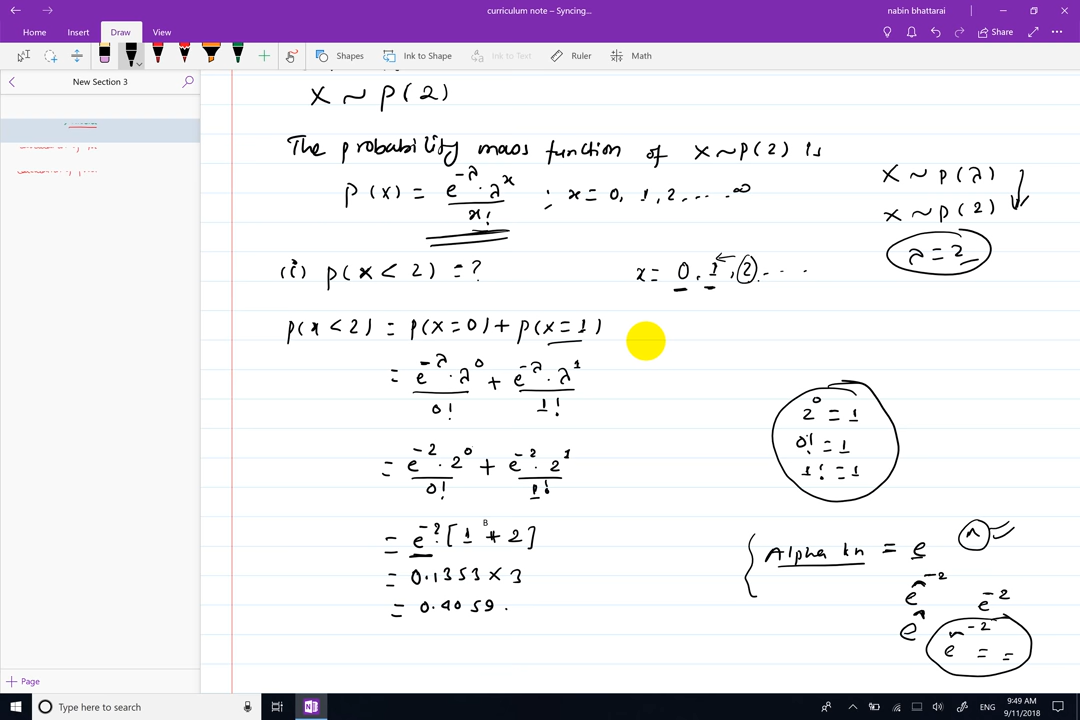 curriculum note – Syncing...
nabin bhattarai
Home Insert Draw View
Share
Shapes Ink to Shape Ink to Text Ruler Math
New Section 3
X ~ P(2)
The probability mass function of X~P(2) is
P(x) = e^-λ · λ^x / x! ; x = 0, 1, 2, .... ∞
X ~ P(λ)
X ~ P(2)
λ = 2
(i) P(X < 2) = ?
x = 0, 1, 2, ....
P(X < 2) = P(X = 0) + P(X = 1)
= e^-λ · λ^0 / 0! + e^-λ · λ^1 / 1!
= e^-2 · 2^0 / 0! + e^-2 · 2^1 / 1!
= e^-2 [1 + 2]
= 0.1353 × 3
= 0.4059.
2^0 = 1
0! = 1
1! = 1
Alpha ln = e
^
e^-2
e^-2
e^
e^-2 = =
+ Page
Type here to search
ENG
9:49 AM
9/11/2018